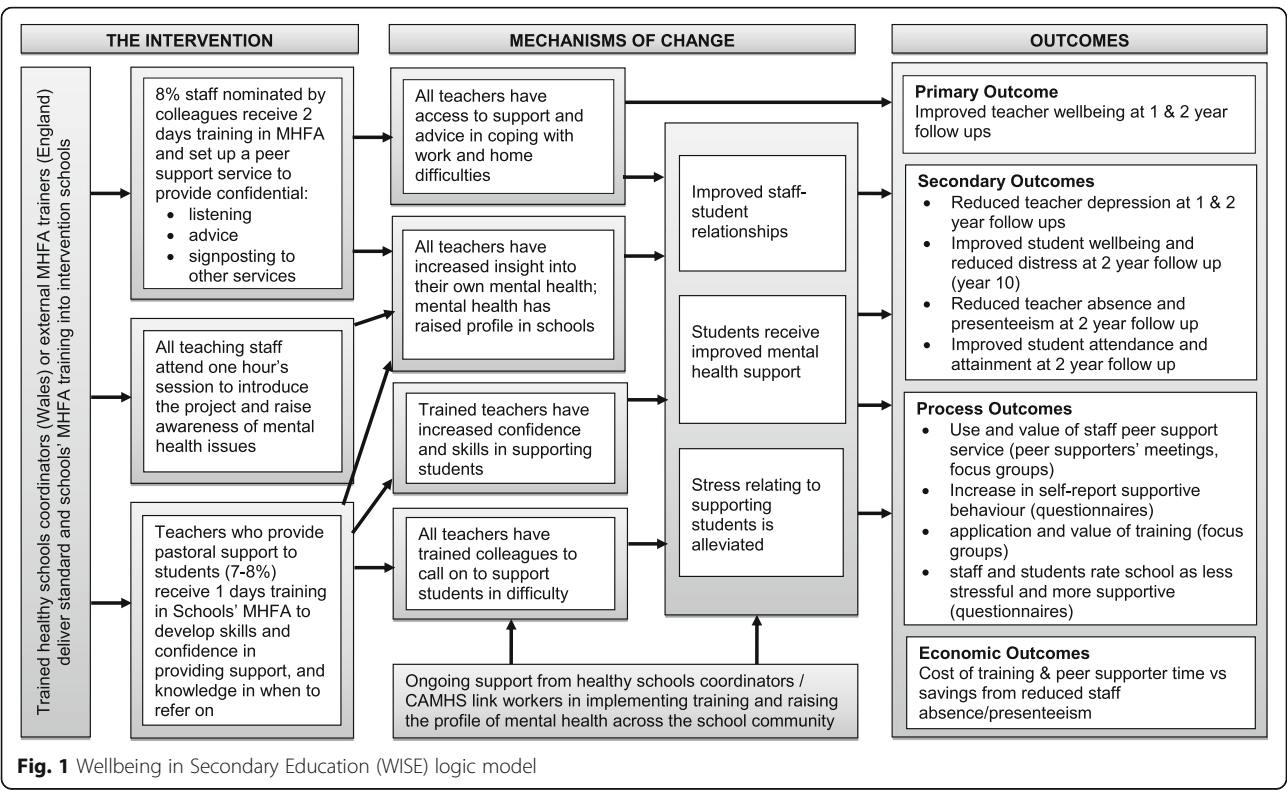 THE INTERVENTION
MECHANISMS OF CHANGE
OUTCOMES
Trained healthy schools coordinators (Wales) or external MHFA trainers (England)
deliver standard and schools' MHFA training into intervention schools
8% staff nominated by
colleagues receive 2
days training in MHFA
and set up a peer
support service to
provide confidential:
• listening
• advice
• signposting to
other services
All teaching staff
attend one hour's
session to introduce
the project and raise
awareness of mental
health issues
Teachers who provide
pastoral support to
students (7-8%)
receive 1 days training
in Schools' MHFA to
develop skills and
confidence in
providing support, and
knowledge in when to
refer on
All teachers have
access to support and
advice in coping with
work and home
difficulties
All teachers have
increased insight into
their own mental health;
mental health has
raised profile in schools
Trained teachers have
increased confidence
and skills in supporting
students
All teachers have
trained colleagues to
call on to support
students in difficulty
Improved staff-
student
relationships
Students receive
improved mental
health support
Stress relating to
supporting
students is
alleviated
Ongoing support from healthy schools coordinators /
CAMHS link workers in implementing training and raising
the profile of mental health across the school community
Primary Outcome
Improved teacher wellbeing at 1 & 2 year
follow ups
Secondary Outcomes
• Reduced teacher depression at 1 & 2
year follow ups
• Improved student wellbeing and
reduced distress at 2 year follow up
(year 10)
• Reduced teacher absence and
presenteeism at 2 year follow up
• Improved student attendance and
attainment at 2 year follow up
Process Outcomes
• Use and value of staff peer support
service (peer supporters' meetings,
focus groups)
• Increase in self-report supportive
behaviour (questionnaires)
• application and value of training (focus
groups)
• staff and students rate school as less
stressful and more supportive
(questionnaires)
Economic Outcomes
Cost of training & peer supporter time vs
savings from reduced staff
absence/presenteeism
Fig. 1 Wellbeing in Secondary Education (WISE) logic model